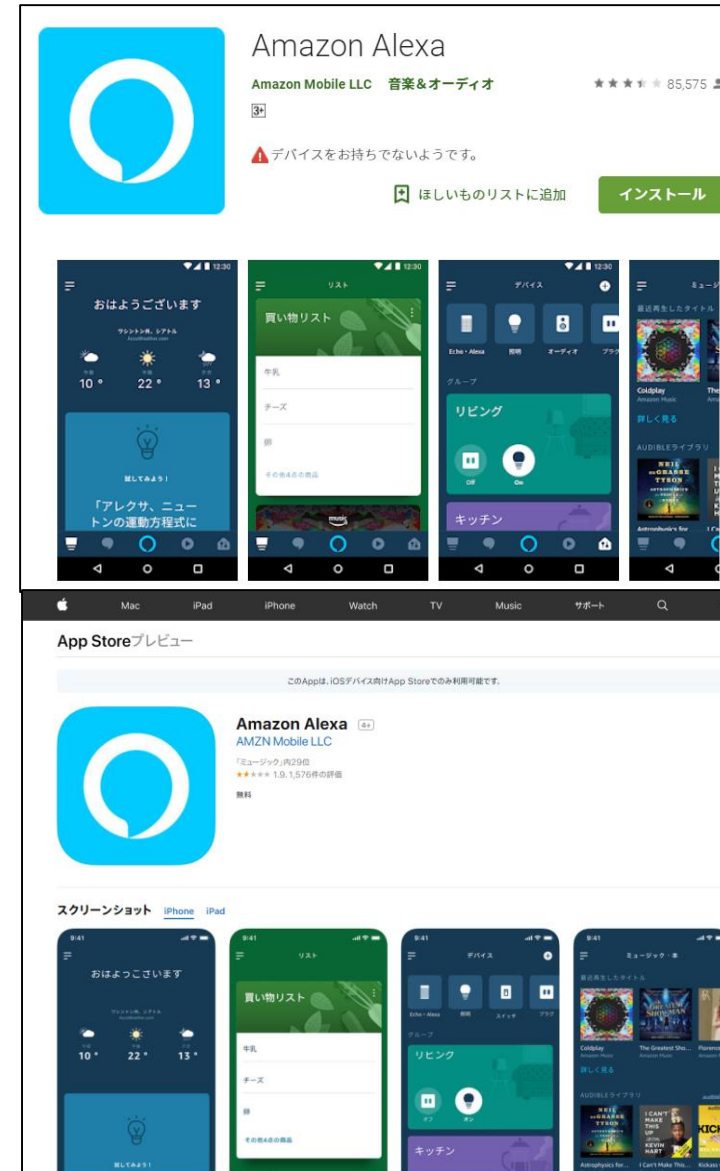 Amazon Alexa
Amazon Mobile LLC 音楽&オーディオ
85,575
3+
デバイスをお持ちでないようです。
ほしいものリストに追加
インストール
12:30
おはようございます
ワシントン州、シアトル
AccuWeather.com
10 ° 22 ° 13 °
試してみよう!
「アレクサ、ニュー
トンの運動方程式に
12:30
リスト
買い物リスト
牛乳
チーズ
卵
その他4点の商品
music
12:30
デバイス
Echo・Alexa 照明 オーディオ プラグ
グループ
リビング
Off On
キッチン
最近再生したタイトル
Coldplay The
Amazon Music
詳しく見る
AUDIBLEライブラリ
NEIL
DEGRASSE
TYSON
Astrophysics for
Mac iPad iPhone Watch TV Music サポート
App Storeプレビュー
このAppは、iOSデバイス向けApp Storeでのみ利用可能です。
Amazon Alexa 4+
AMZN Mobile LLC
「ミュージック」内29位
1.9, 1,576件の評価
無料
スクリーンショット iPhone iPad
9:41
おはよっこさいます
ワシントン州、シアトル
10 ° 22 ° 13 °
試してみよう!
9:41
リスト
買い物リスト
牛乳
チーズ
卵
その他4点の商品
9:41
デバイス
Echo・Alexa 照明 スイッチ プラグ
グループ
リビング
オフ オン
キッチン
9:41
ミュージック・本
最近再生したタイトル
Coldplay The Greatest Sho... Florence
Amazon Music Amazon Music
詳しく見る
AUDIBLEライブラリ
NEIL
DEGRASSE
TYSON
I CAN'T
MAKE
THIS
UP
KEVIN
HART
Astrophysics for... I Can't Make This...